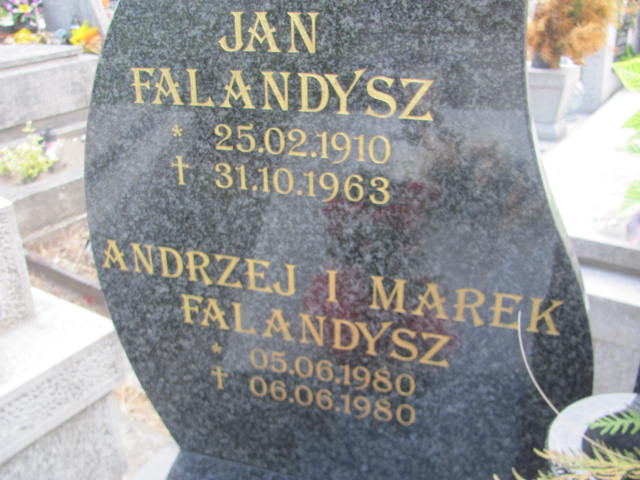 JAN
FALANDYSZ
* 25.02.1910
† 31.10.1963
ANDRZEJ I MAREK
FALANDYSZ
* 05.06.1980
† 06.06.1980